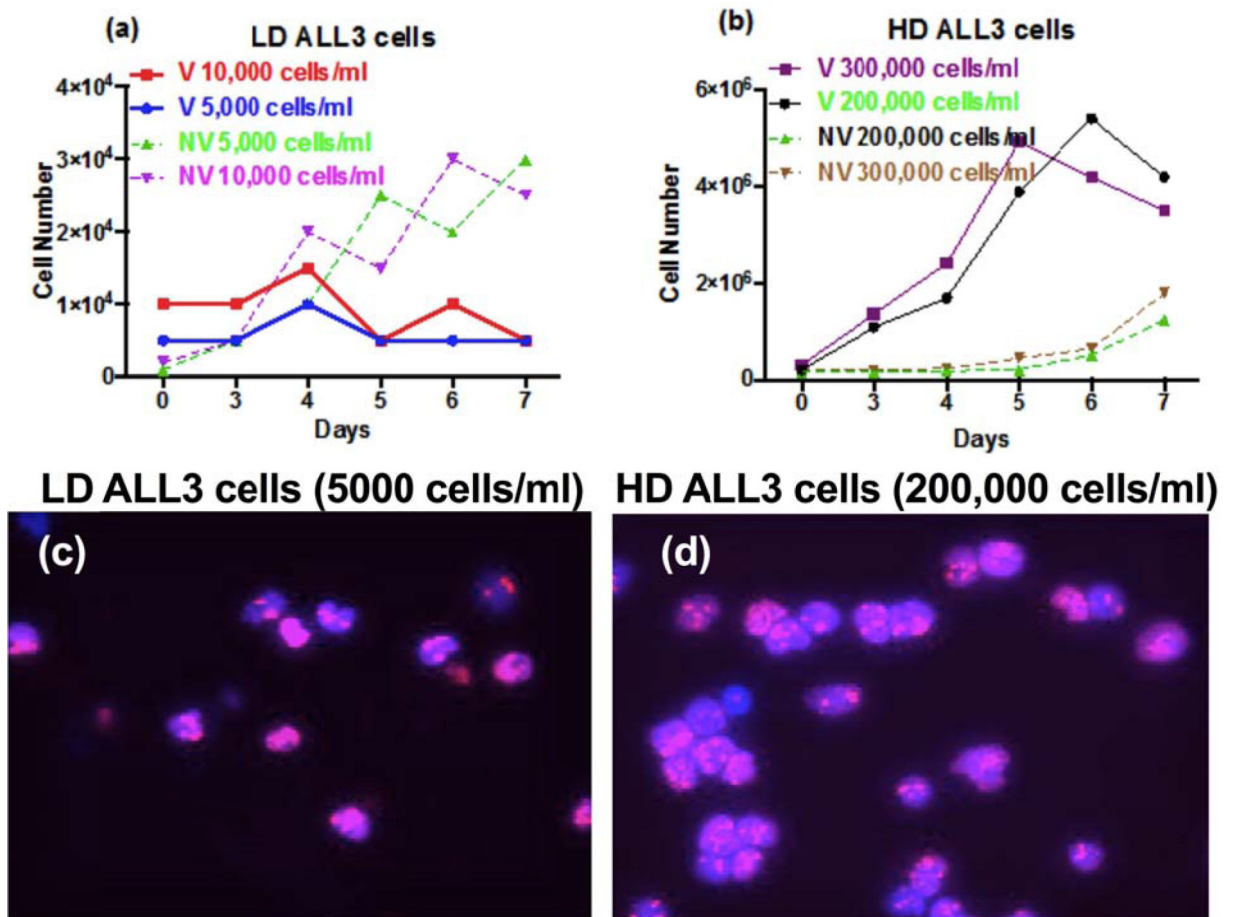 (a)
LD ALL3 cells
V 10,000 cells/ml
V 5,000 cells/ml
NV 5,000 cells/ml
NV 10,000 cells/ml
Cell Number
4×10⁴
3×10⁴
2×10⁴
1×10⁴
0
0 3 4 5 6 7
Days
(b)
HD ALL3 cells
V 300,000 cells/ml
V 200,000 cells/ml
NV 200,000 cells/ml
NV 300,000 cells/ml
Cell Number
6×10⁶
4×10⁶
2×10⁶
0
0 3 4 5 6 7
Days
LD ALL3 cells (5000 cells/ml)
(c)
HD ALL3 cells (200,000 cells/ml)
(d)